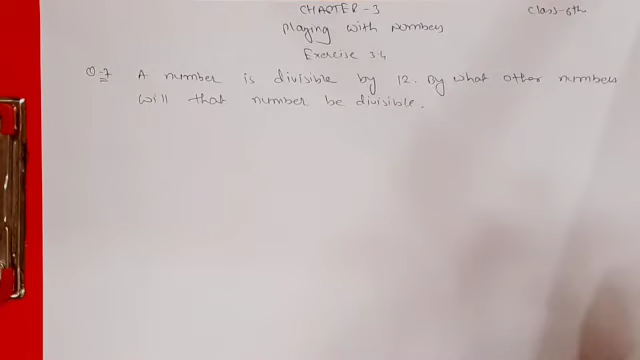 CHAPTER-3
Class-6th
Playing with Numbers
Exercise 3.4
Q-7 A number is divisible by 12. By what other numbers
will that number be divisible.